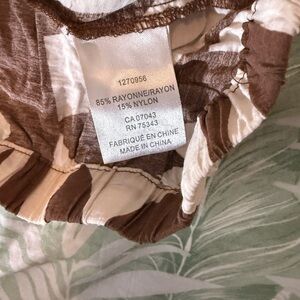 1270956
85% RAYONNE/RAYON
15% NYLON
CA 07043
RN 75343
FABRIQUÉ EN CHINE
MADE IN CHINA